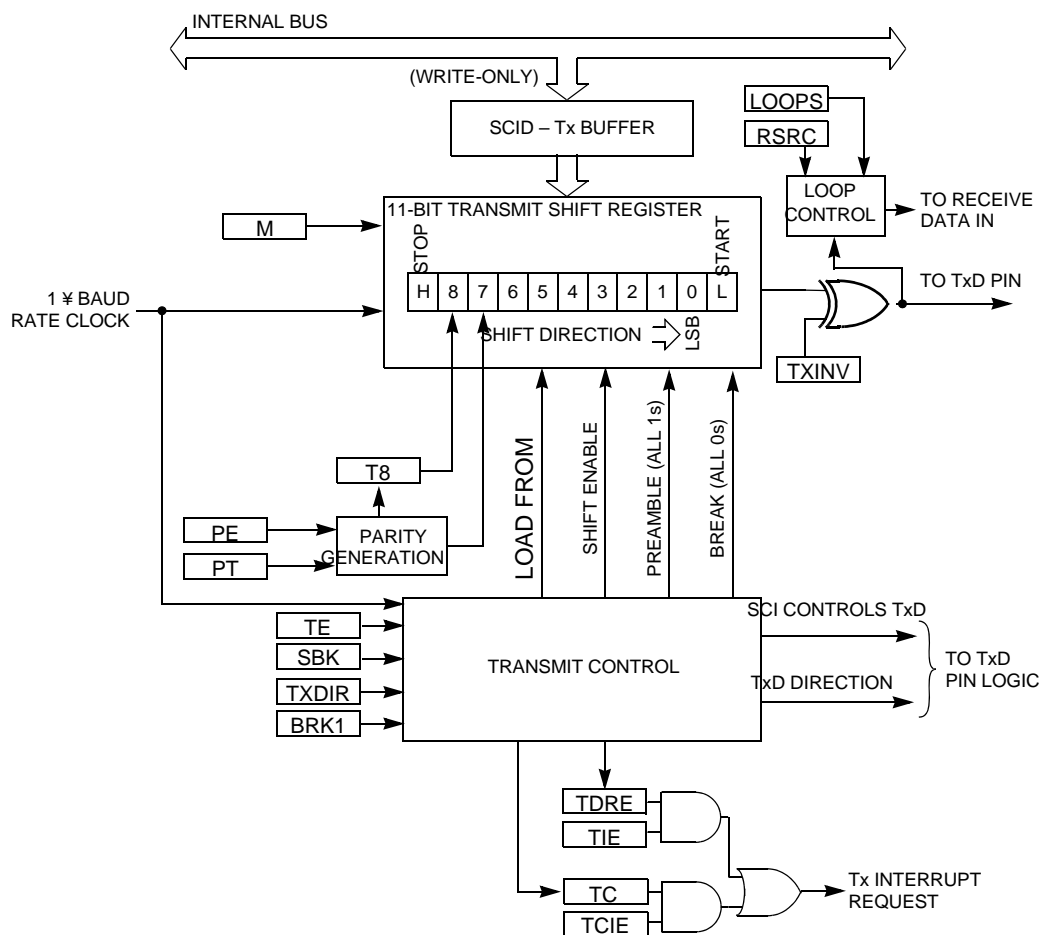 INTERNAL BUS
(WRITE-ONLY)
SCID – Tx BUFFER
LOOPS
RSRC
LOOP
CONTROL
TO RECEIVE
DATA IN
11-BIT TRANSMIT SHIFT REGISTER
M
STOP
START
H 8 7 6 5 4 3 2 1 0 L
1 ¥ BAUD
RATE CLOCK
SHIFT DIRECTION
LSB
TO TxD PIN
TXINV
LOAD FROM
SHIFT ENABLE
PREAMBLE (ALL 1s)
BREAK (ALL 0s)
T8
PE
PT
PARITY
GENERATION
TE
SBK
TXDIR
BRK1
TRANSMIT CONTROL
SCI CONTROLS TxD
TxD DIRECTION
TO TxD
PIN LOGIC
TDRE
TIE
TC
TCIE
Tx INTERRUPT
REQUEST